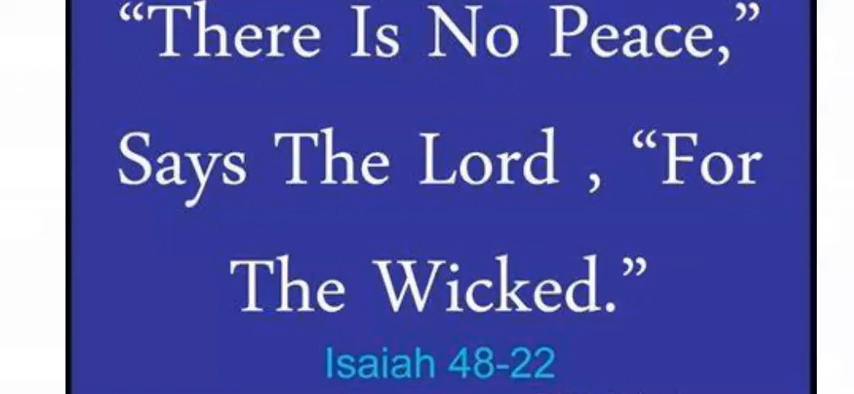 “There Is No Peace,”
Says The Lord , “For
The Wicked.”
Isaiah 48-22